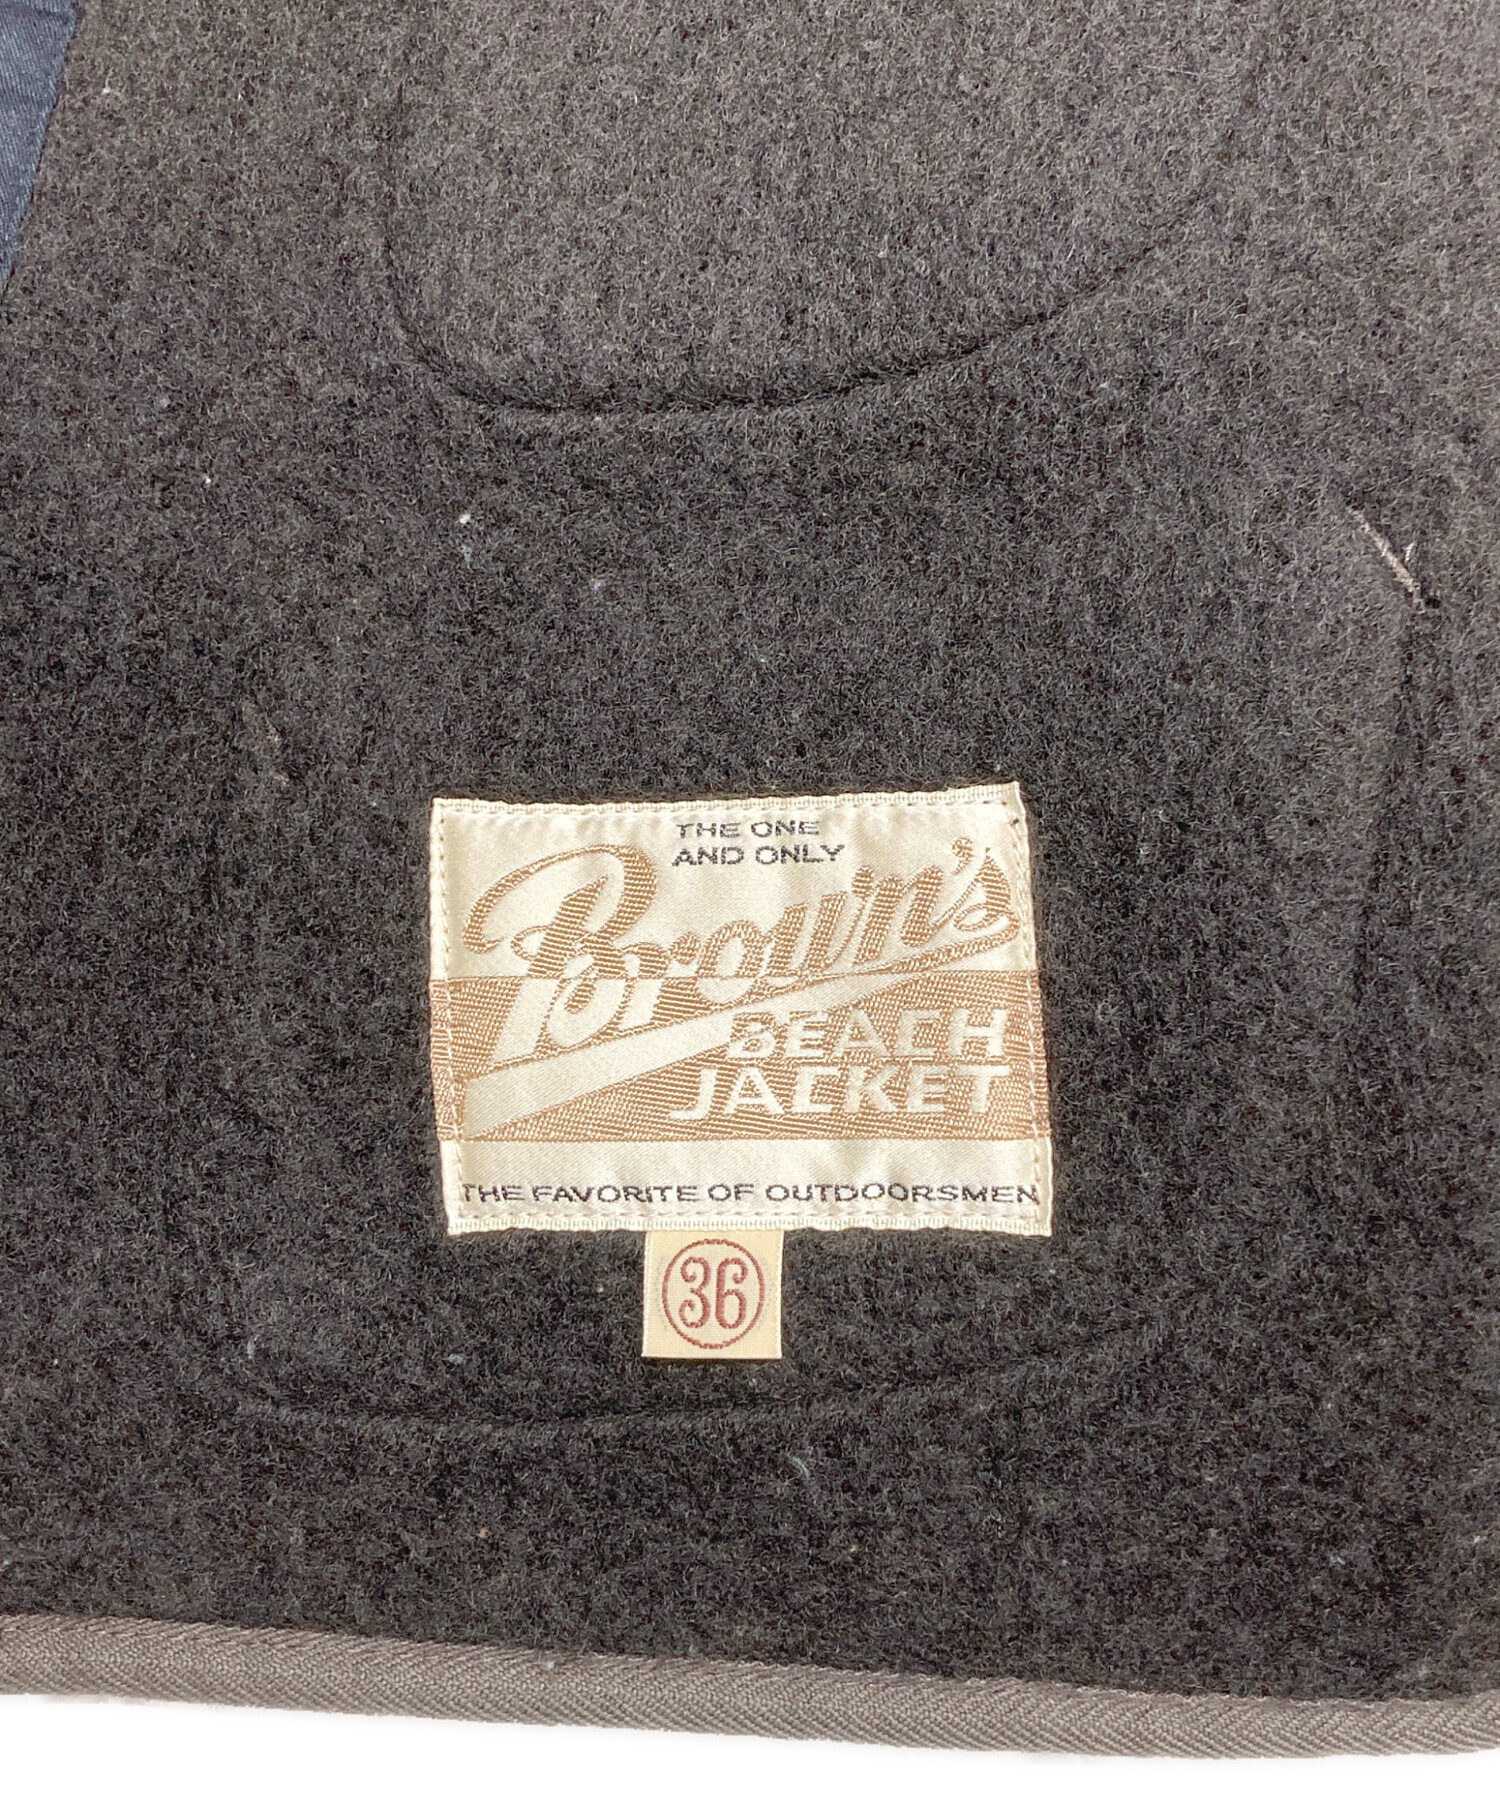 THE ONE
AND ONLY
Brown's
BEACH
JACKET
THE FAVORITE OF OUTDOORSMEN
36